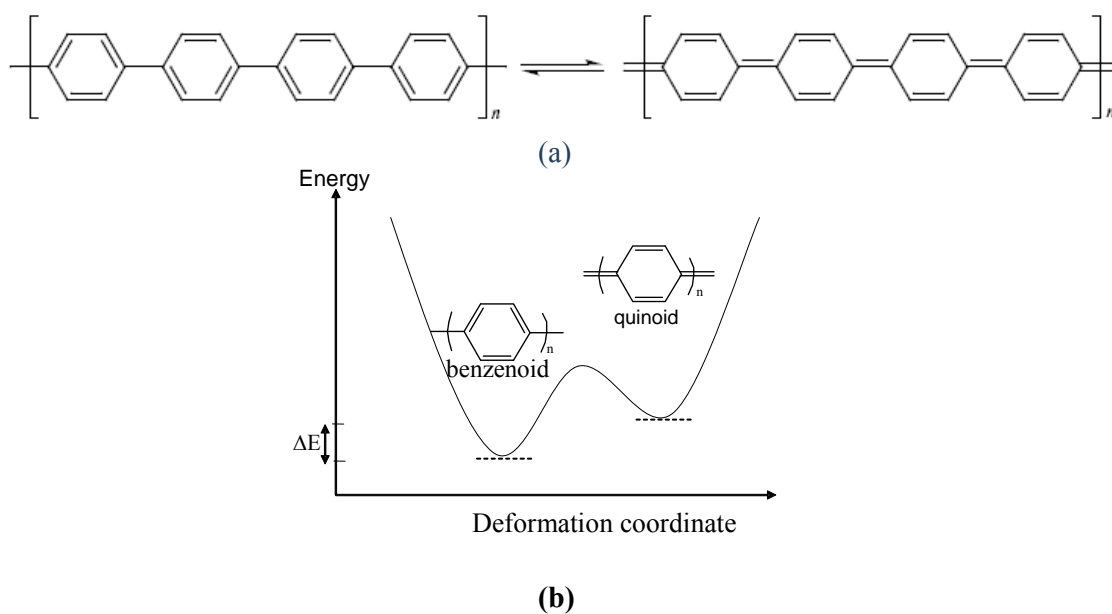 n
n
(a)
Energy
n
quinoid
n
benzenoid
ΔE
Deformation coordinate
(b)